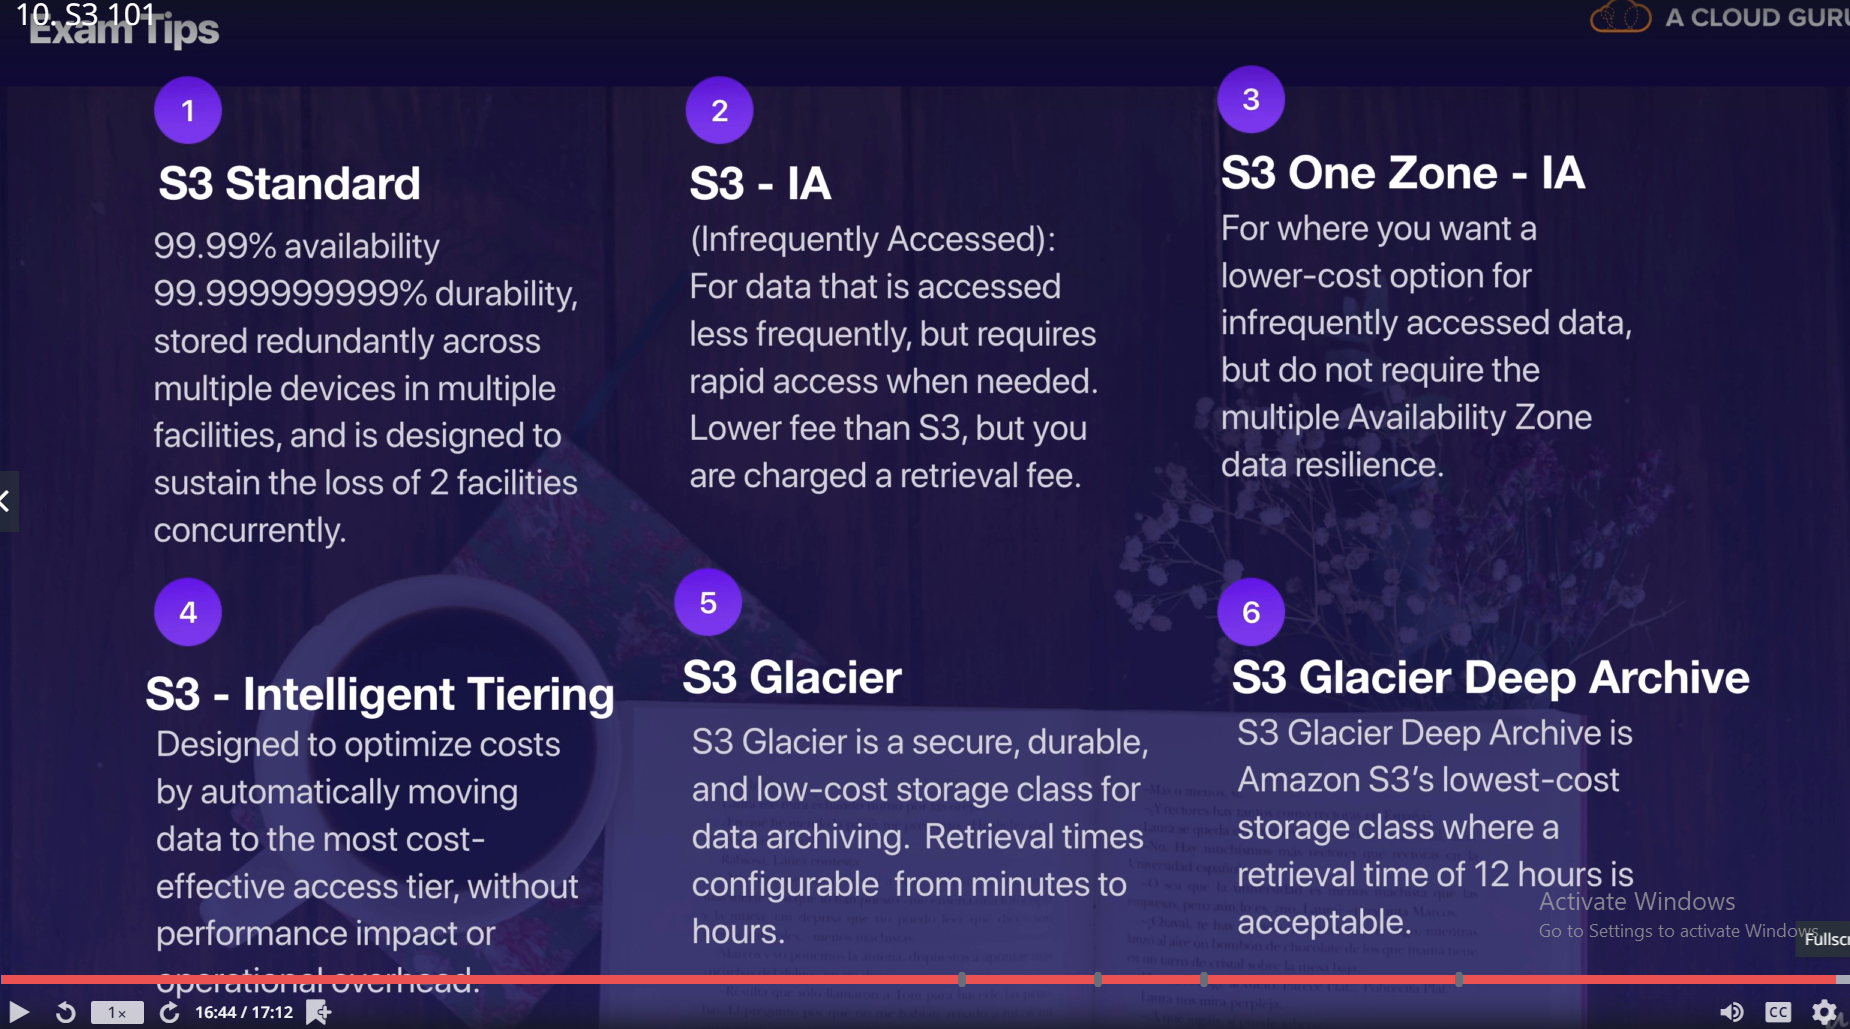 10. S3 101
Exam Tips
A CLOUD GURU
1
S3 Standard
99.99% availability
99.999999999% durability,
stored redundantly across
multiple devices in multiple
facilities, and is designed to
sustain the loss of 2 facilities
concurrently.
2
S3 - IA
(Infrequently Accessed):
For data that is accessed
less frequently, but requires
rapid access when needed.
Lower fee than S3, but you
are charged a retrieval fee.
3
S3 One Zone - IA
For where you want a
lower-cost option for
infrequently accessed data,
but do not require the
multiple Availability Zone
data resilience.
4
S3 - Intelligent Tiering
Designed to optimize costs
by automatically moving
data to the most cost-
effective access tier, without
performance impact or
operational overhead.
5
S3 Glacier
S3 Glacier is a secure, durable,
and low-cost storage class for
data archiving. Retrieval times
configurable from minutes to
hours.
6
S3 Glacier Deep Archive
S3 Glacier Deep Archive is
Amazon S3's lowest-cost
storage class where a
retrieval time of 12 hours is
acceptable.
Activate Windows
Go to Settings to activate Windows.
Fullscr
1×
16:44 / 17:12
CC